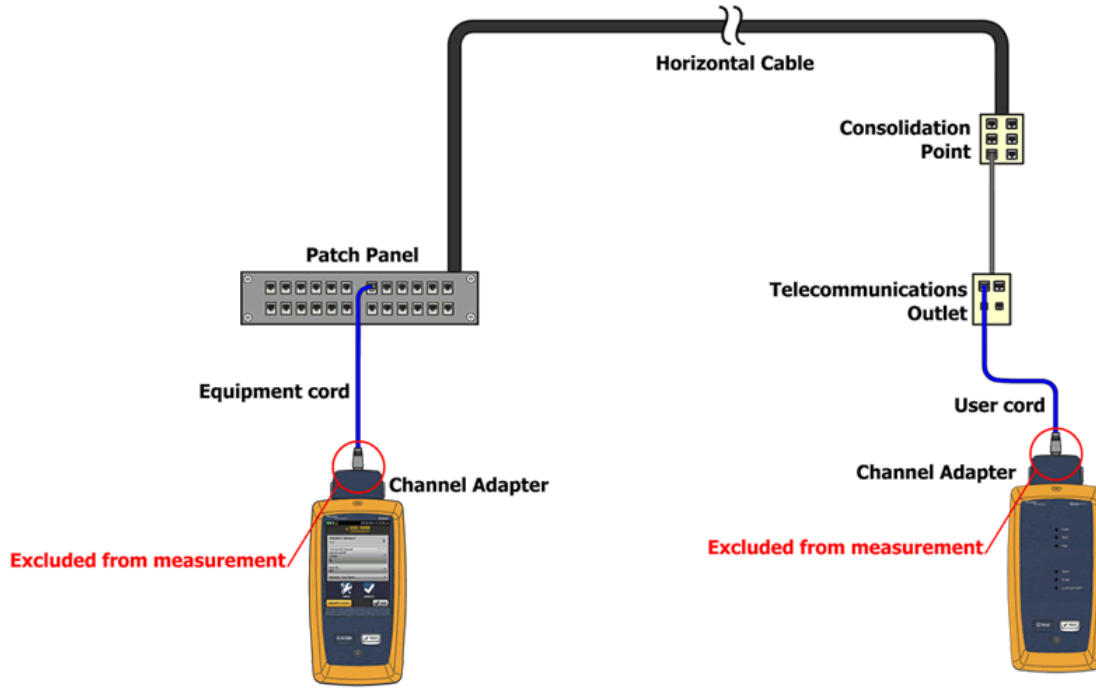 Horizontal Cable
Consolidation
Point
Patch Panel
Telecommunications
Outlet
Equipment cord
User cord
Channel Adapter
Channel Adapter
Excluded from measurement
Excluded from measurement